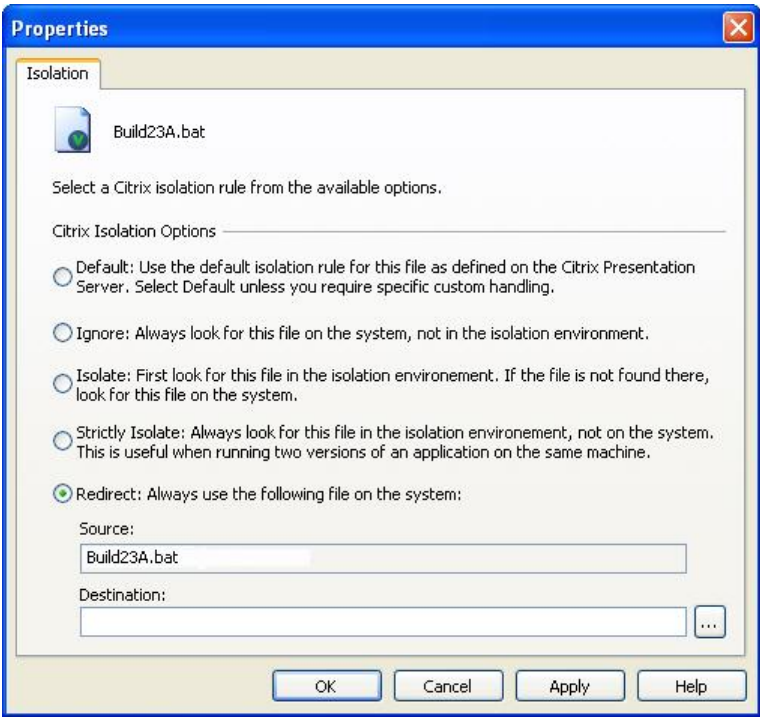 Properties
Isolation
Build23A.bat
Select a Citrix isolation rule from the available options.
Citrix Isolation Options
Default: Use the default isolation rule for this file as defined on the Citrix Presentation
Server. Select Default unless you require specific custom handling.
Ignore: Always look for this file on the system, not in the isolation environment.
Isolate: First look for this file in the isolation environement. If the file is not found there,
look for this file on the system.
Strictly Isolate: Always look for this file in the isolation environement, not on the system.
This is useful when running two versions of an application on the same machine.
Redirect: Always use the following file on the system:
Source:
Build23A.bat
Destination:
...
OK Cancel Apply Help